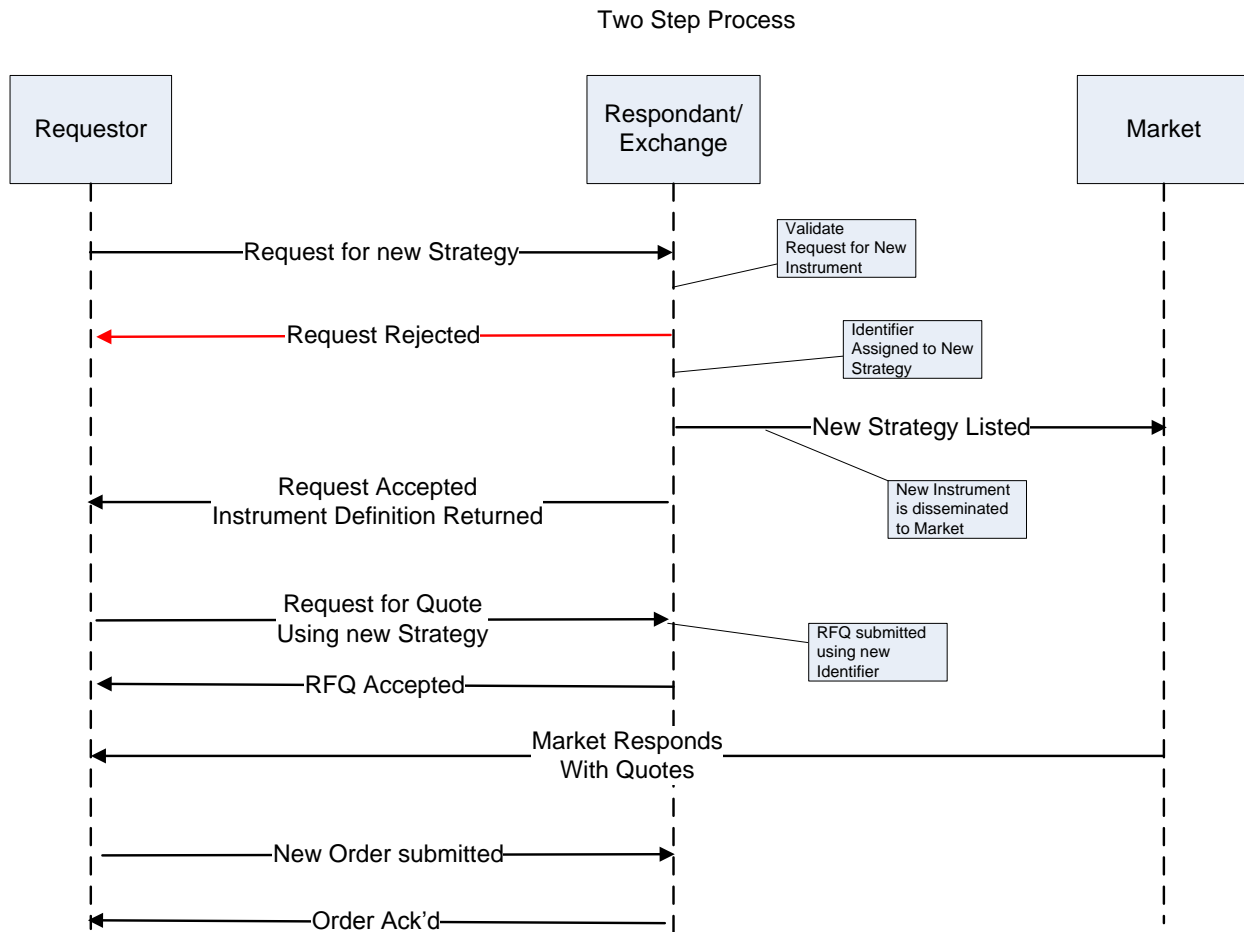 Two Step Process
Requestor
Respondant/
Exchange
Market
Request for new Strategy
Validate
Request for New
Instrument
Request Rejected
Identifier
Assigned to New
Strategy
New Strategy Listed
Request Accepted
Instrument Definition Returned
New Instrument
is disseminated
to Market
Request for Quote
Using new Strategy
RFQ submitted
using new
Identifier
RFQ Accepted
Market Responds
With Quotes
New Order submitted
Order Ack'd